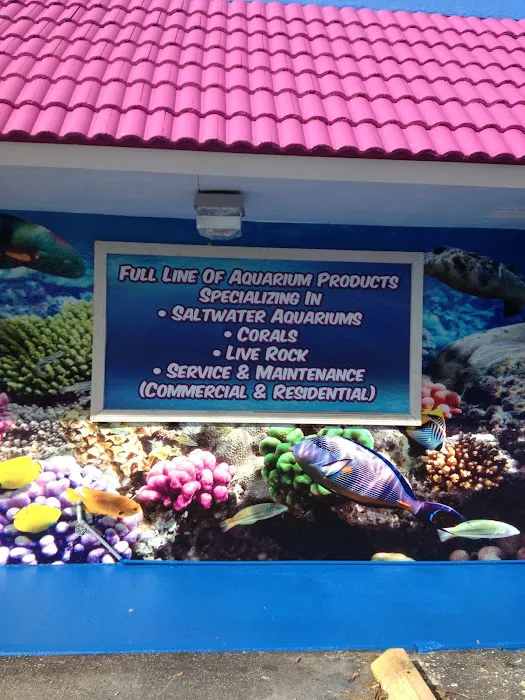 Full Line Of Aquarium Products
Specializing In
• Saltwater Aquariums
• Corals
• Live Rock
• Service & Maintenance
(Commercial & Residential)